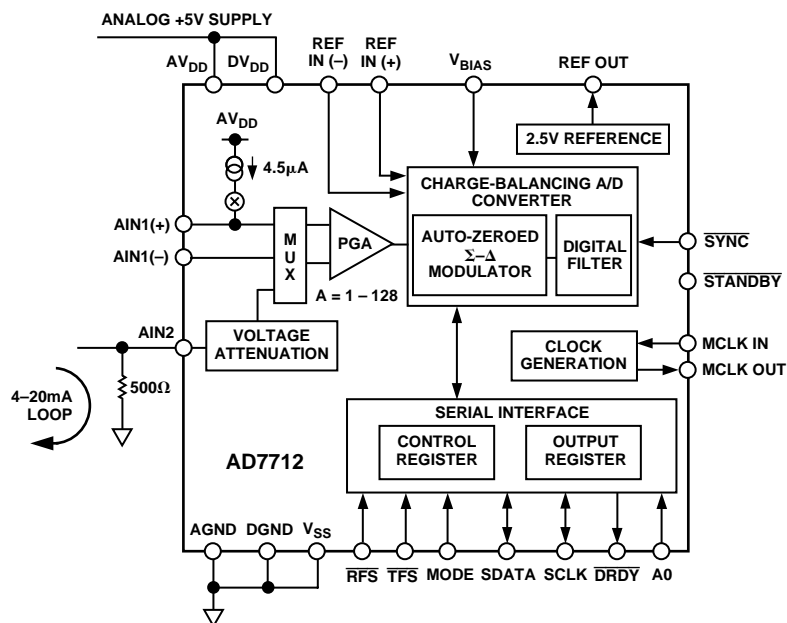 ANALOG +5V SUPPLY
AVDD
DVDD
REF
IN (–)
REF
IN (+)
VBIAS
REF OUT
AVDD
4.5µA
2.5V REFERENCE
CHARGE-BALANCING A/D
CONVERTER
AIN1(+)
AIN1(–)
MUX
PGA
A = 1 – 128
AUTO-ZEROED
Σ–Δ
MODULATOR
DIGITAL
FILTER
SYNC
STANDBY
AIN2
VOLTAGE
ATTENUATION
CLOCK
GENERATION
MCLK IN
MCLK OUT
4–20mA
LOOP
500Ω
SERIAL INTERFACE
CONTROL
REGISTER
OUTPUT
REGISTER
AD7712
AGND
DGND
VSS
RFS
TFS
MODE
SDATA
SCLK
DRDY
A0